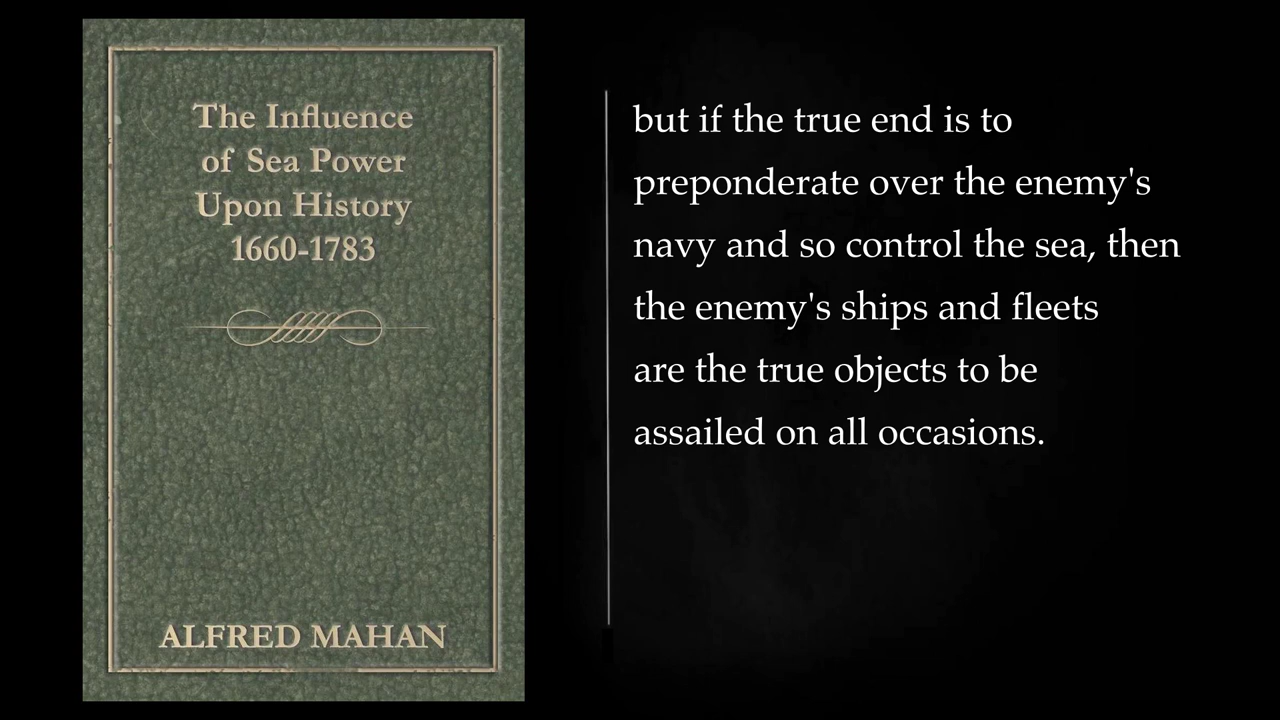 The Influence
of Sea Power
Upon History
1660-1783
ALFRED MAHAN
but if the true end is to
preponderate over the enemy's
navy and so control the sea, then
the enemy's ships and fleets
are the true objects to be
assailed on all occasions.